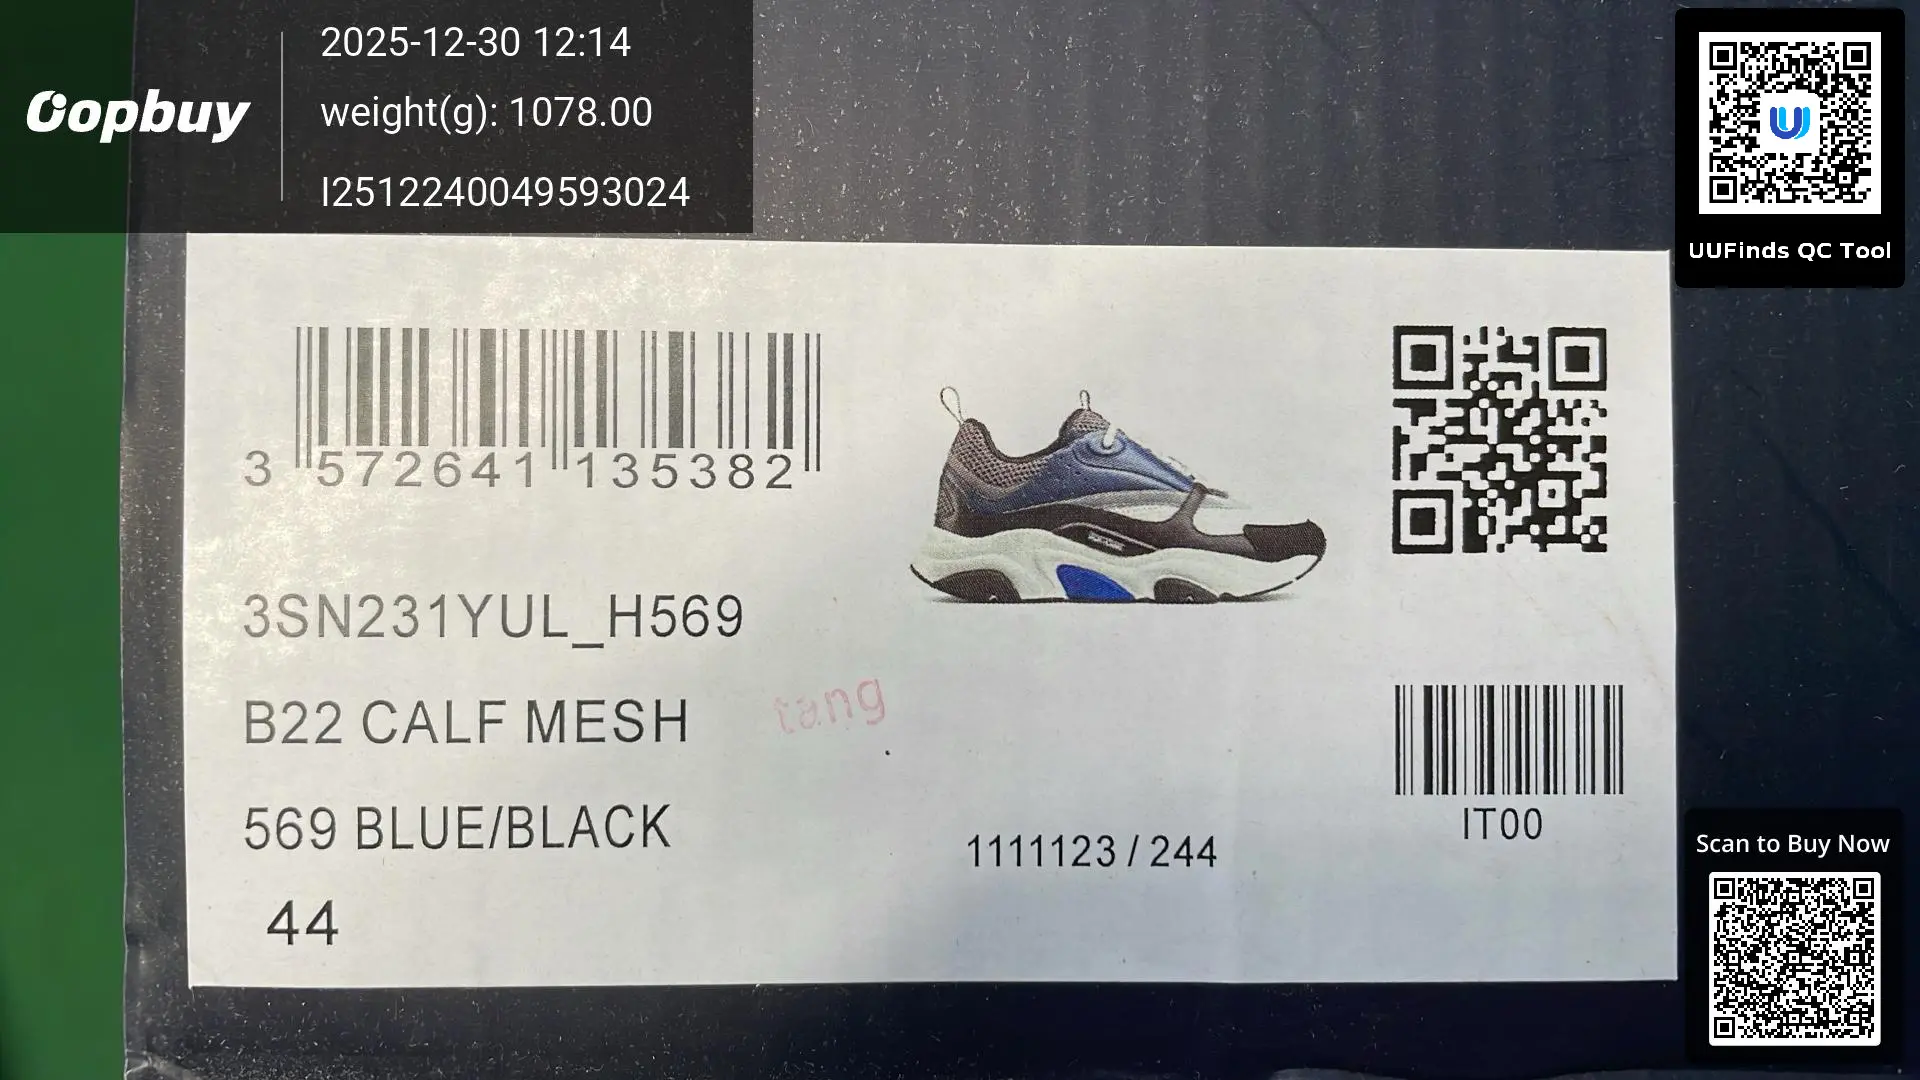 Oopbuy
2025-12-30 12:14
weight(g): 1078.00
I2512240049593024
UUFinds QC Tool
3 572641 135382
3SN231YUL_H569
B22 CALF MESH
tang
569 BLUE/BLACK
44
1111123 / 244
IT00
Scan to Buy Now